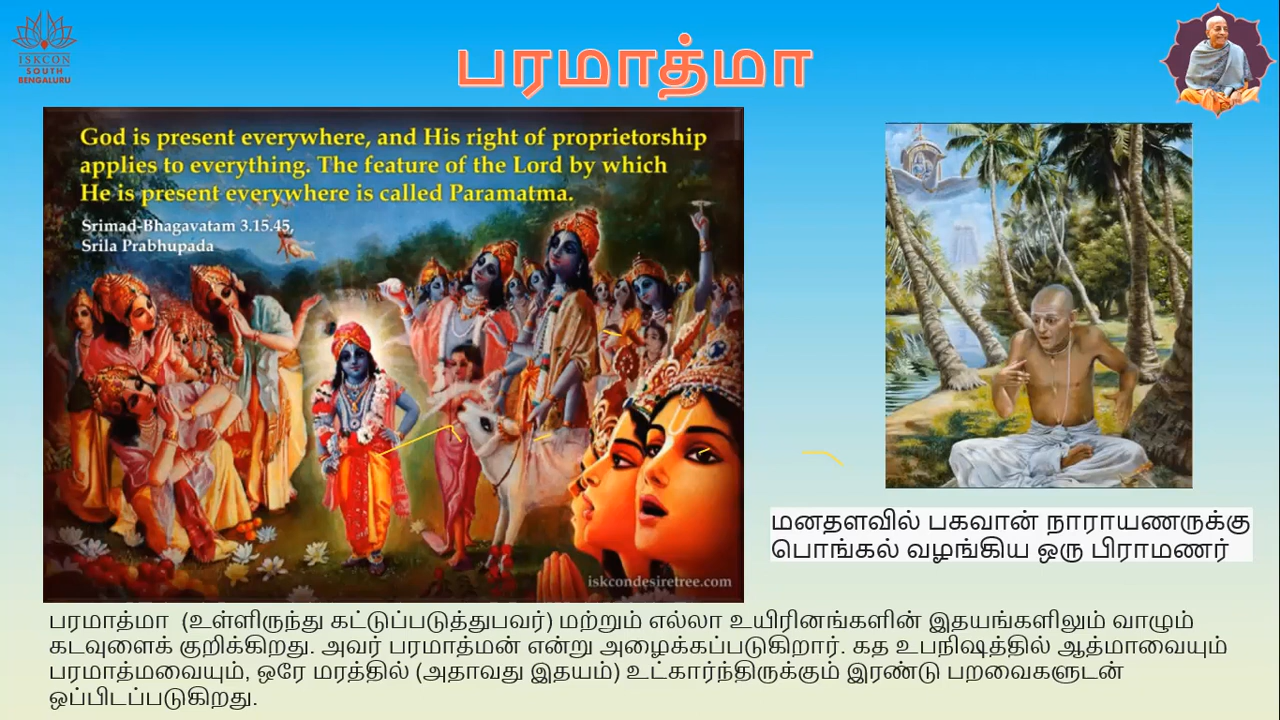 ISKCON
SOUTH
BENGALURU
பரமாத்மா
God is present everywhere, and His right of proprietorship
applies to everything. The feature of the Lord by which
He is present everywhere is called Paramatma.
Srimad-Bhagavatam 3.15.45,
Srila Prabhupada
iskcondesiretree.com
மனதளவில் பகவான் நாராயணருக்கு
பொங்கல் வழங்கிய ஒரு பிராமணர்
பரமாத்மா (உள்ளிருந்து கட்டுப்படுத்துபவர்) மற்றும் எல்லா உயிரினங்களின் இதயங்களிலும் வாழும்
கடவுளைக் குறிக்கிறது. அவர் பரமாத்மன் என்று அழைக்கப்படுகிறார். கத உபநிஷத்தில் ஆத்மாவையும்
பரமாத்மவையும், ஒரே மரத்தில் (அதாவது இதயம்) உட்கார்ந்திருக்கும் இரண்டு பறவைகளுடன்
ஒப்பிடப்படுகிறது.